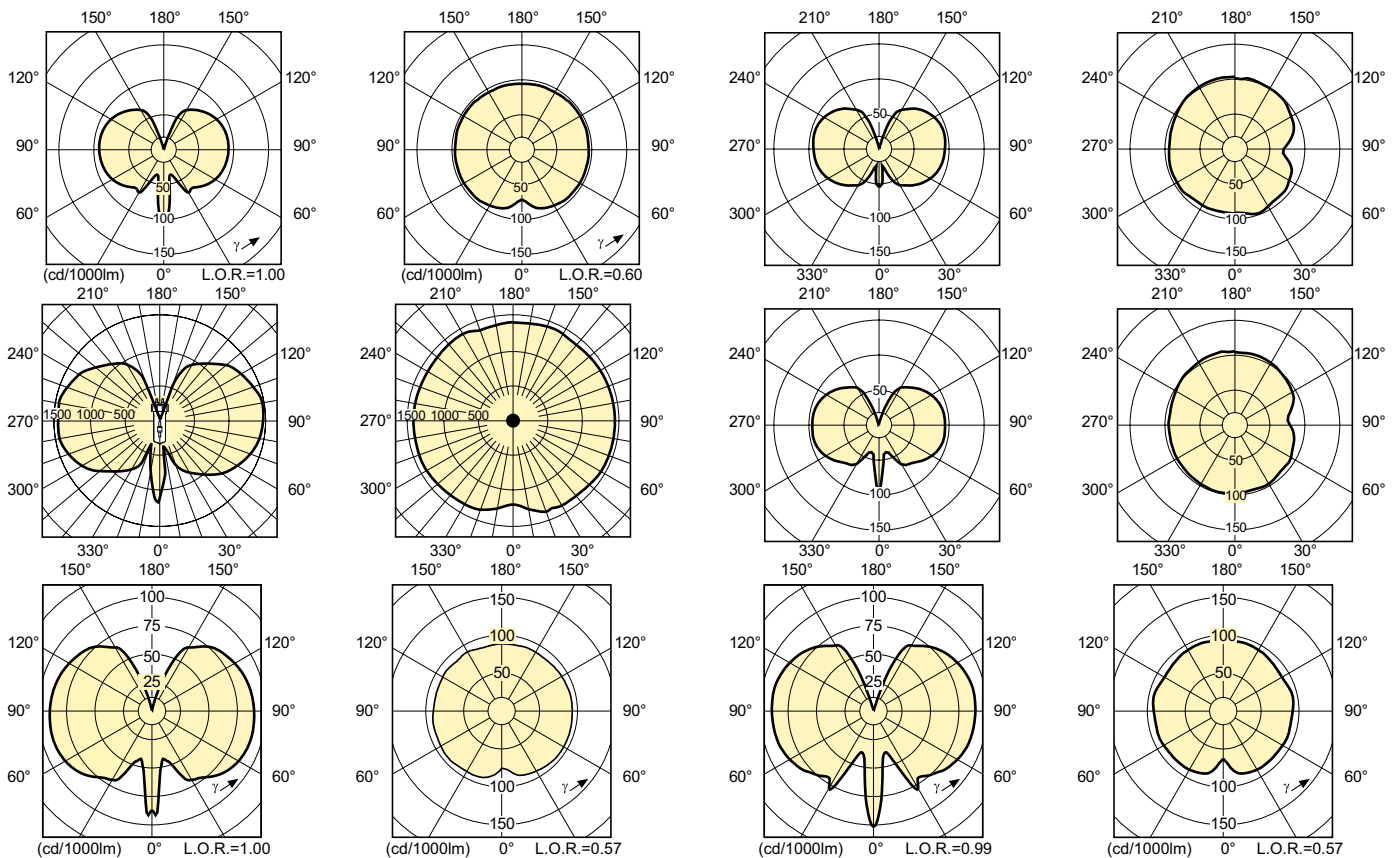 150° 180° 150° 150° 180° 150° 210° 180° 150° 210° 180° 150°
120° 120° 120° 120° 240° 120° 240° 120°
50
90° 90° 90° 90° 270° 90° 270° 90°
50 50 50
60° 60° 60° 60° 300° 60° 300° 60°
100 100 100 100
150 γ 150 γ 150 150
(cd/1000lm) 0° L.O.R.=1.00 (cd/1000lm) 0° L.O.R.=0.60 330° 0° 30° 330° 0° 30°
210° 180° 150° 210° 180° 150° 210° 180° 150° 210° 180° 150°
240° 120° 240° 120° 240° 120° 240° 120°
50
1500 1000 500 1500 1000 500
270° 90° 270° 90° 270° 90° 270° 90°
50 50
300° 60° 300° 60° 300° 60° 300° 60°
100 100
150 150
330° 0° 30° 330° 0° 30° 330° 0° 30° 330° 0° 30°
150° 180° 150° 150° 180° 150° 150° 180° 150° 150° 180° 150°
100 150 100 150
75 75
120° 120° 120° 100 120° 120° 120° 120° 100 120°
50 50 50 50
25 25
90° 90° 90° 90° 90° 90° 90° 90°
60° 60° 60° 60° 60° 60° 60° 60°
γ 100 γ γ 100 γ
150 150
(cd/1000lm) 0° L.O.R.=1.00 (cd/1000lm) 0° L.O.R.=0.57 (cd/1000lm) 0° L.O.R.=0.99 (cd/1000lm) 0° L.O.R.=0.57